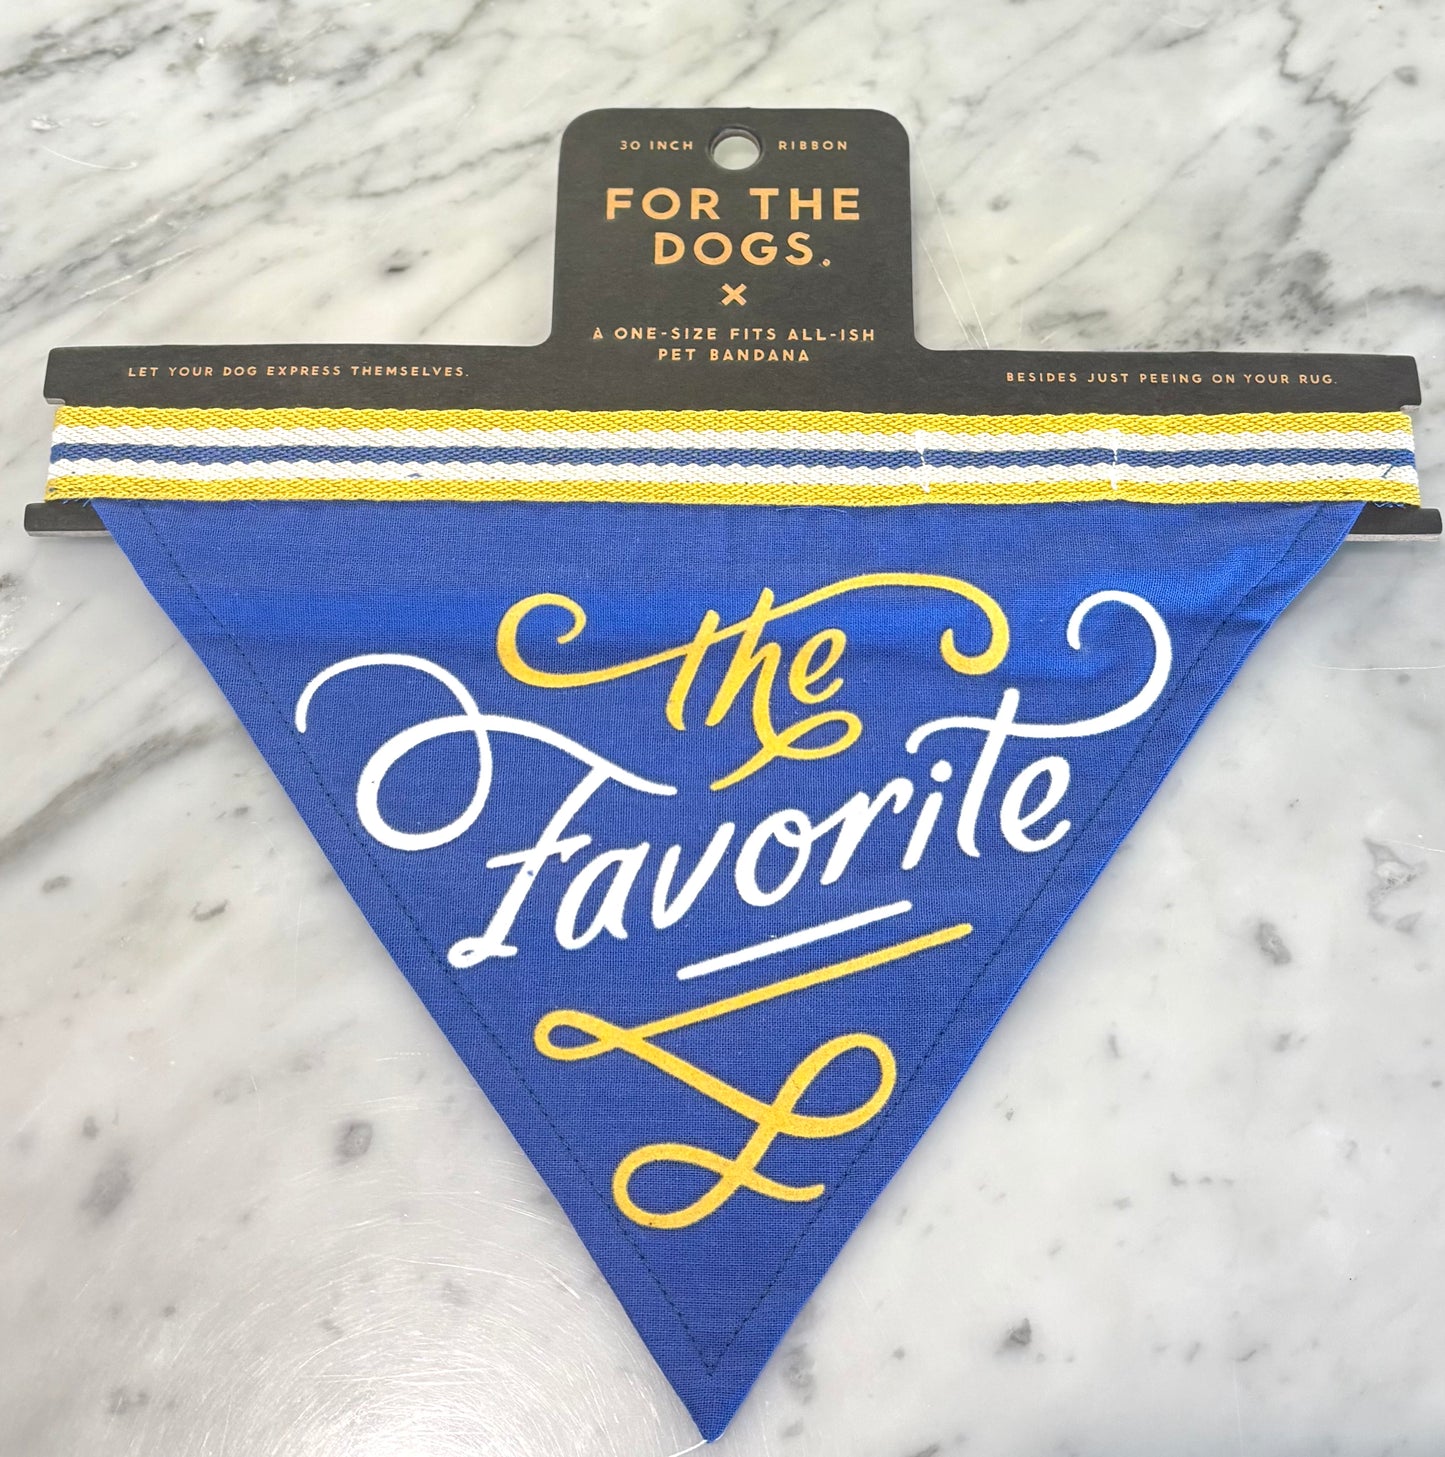 30 INCH RIBBON
FOR THE
DOGS.
×
A ONE-SIZE FITS ALL-ISH
PET BANDANA
LET YOUR DOG EXPRESS THEMSELVES.
BESIDES JUST PEEING ON YOUR RUG.
the
Favorite